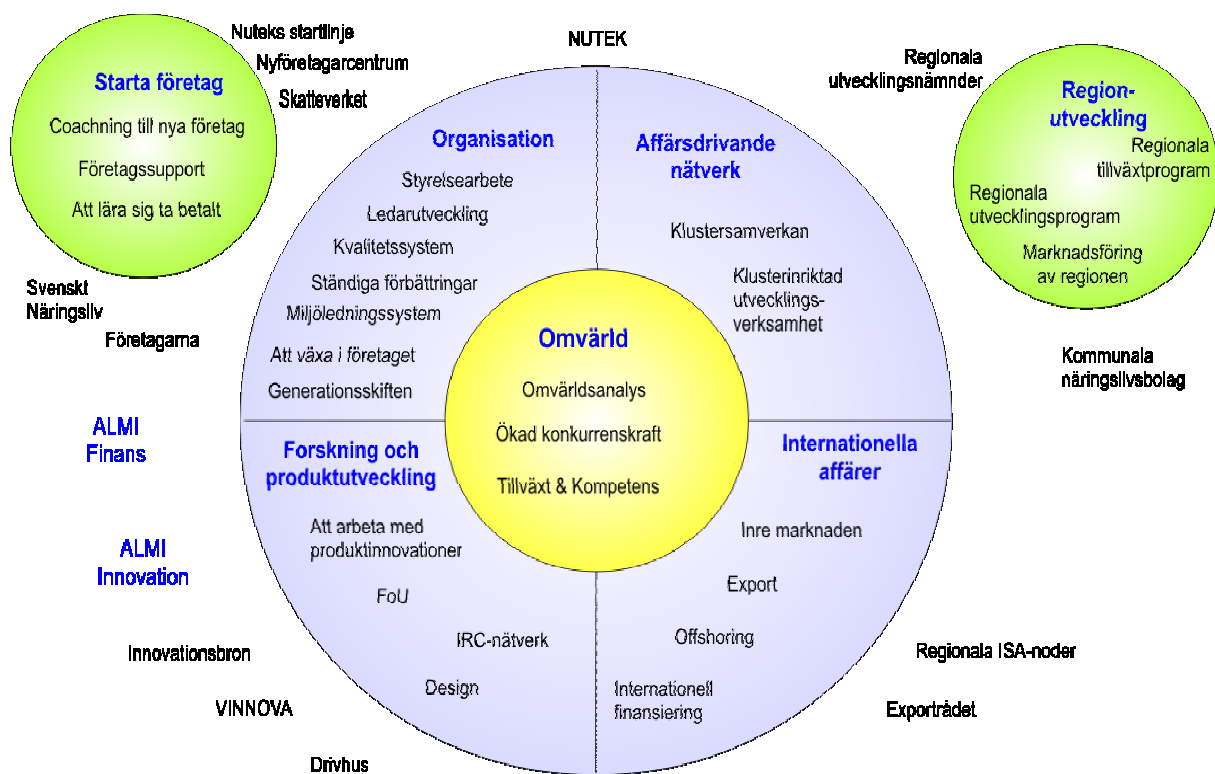 Nuteks startlinje
Nyföretagarcentrum
Skatteverket
NUTEK
Regionala
utvecklingsnämnder
Starta företag
Coachning till nya företag
Företagssupport
Att lära sig ta betalt
Region-
utveckling
Regionala
tillväxtprogram
Regionala
utvecklingsprogram
Marknadsföring
av regionen
Organisation
Styrelsearbete
Ledarutveckling
Kvalitetssystem
Ständiga förbättringar
Miljöledningssystem
Att växa i företaget
Generationsskiften
Affärsdrivande
nätverk
Klustersamverkan
Klusterinriktad
utvecklings-
verksamhet
Svenskt
Näringsliv
Företagarna
Omvärld
Omvärldsanalys
Ökad konkurrenskraft
Tillväxt & Kompetens
Kommunala
näringslivsbolag
ALMI
Finans
ALMI
Innovation
Forskning och
produktutveckling
Att arbeta med
produktinnovationer
FoU
IRC-nätverk
Design
Internationella
affärer
Inre marknaden
Export
Offshoring
Internationell
finansiering
Innovationsbron
VINNOVA
Drivhus
Regionala ISA-noder
Exportrådet